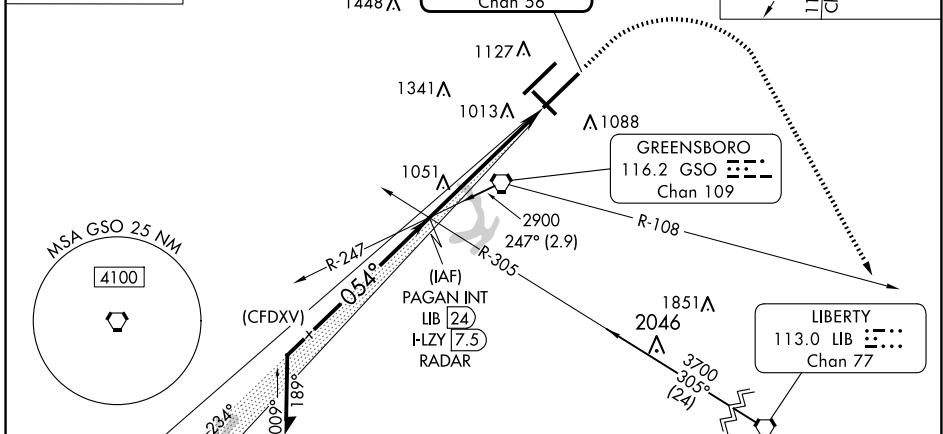 1448
Chan 56
1127
1341
1013
1088
GREENSBORO
116.2 GSO
Chan 109
1051
2900
247° (2.9)
R-108
MSA GSO 25 NM
4100
R-247
054°
R-305
(IAF)
PAGAN INT
LIB 24
I-LZY 7.5
RADAR
(CFDXV)
1851
2046
LIBERTY
113.0 LIB
Chan 77
3700
305°
(24)
009°
189°
234°